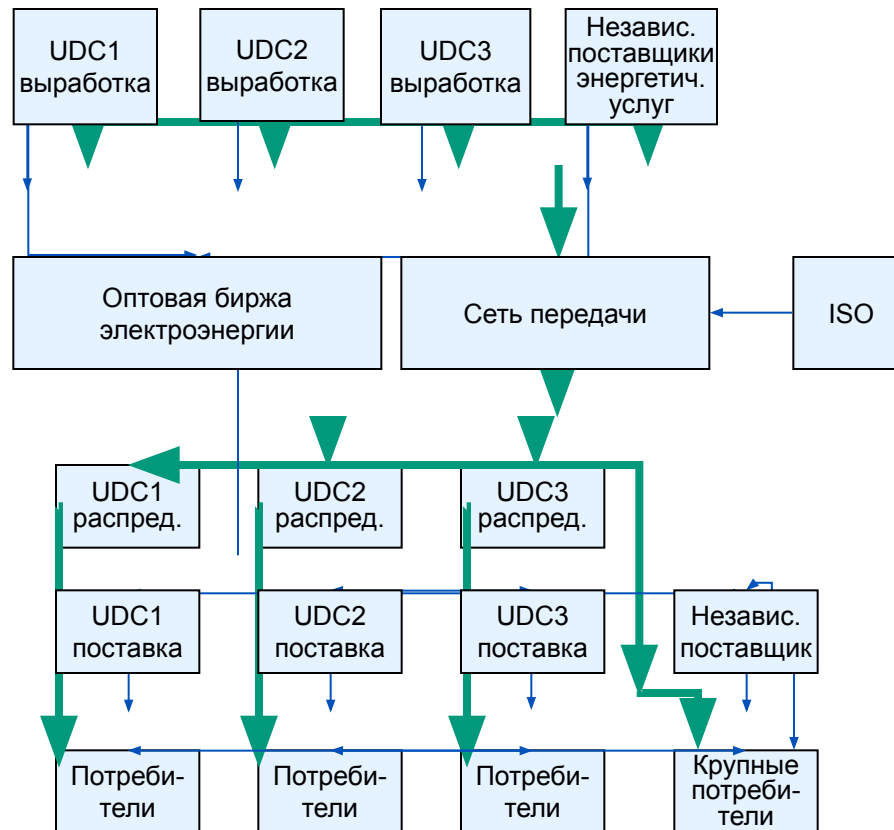 UDC1
выработка
UDC2
выработка
UDC3
выработка
Независ.
поставщики
энергетич.
услуг
Оптовая биржа
электроэнергии
Сеть передачи
ISO
UDC1
распред.
UDC2
распред.
UDC3
распред.
UDC1
поставка
UDC2
поставка
UDC3
поставка
Независ.
поставщик
Потреби-
тели
Потреби-
тели
Потреби-
тели
Крупные
потреби-
тели